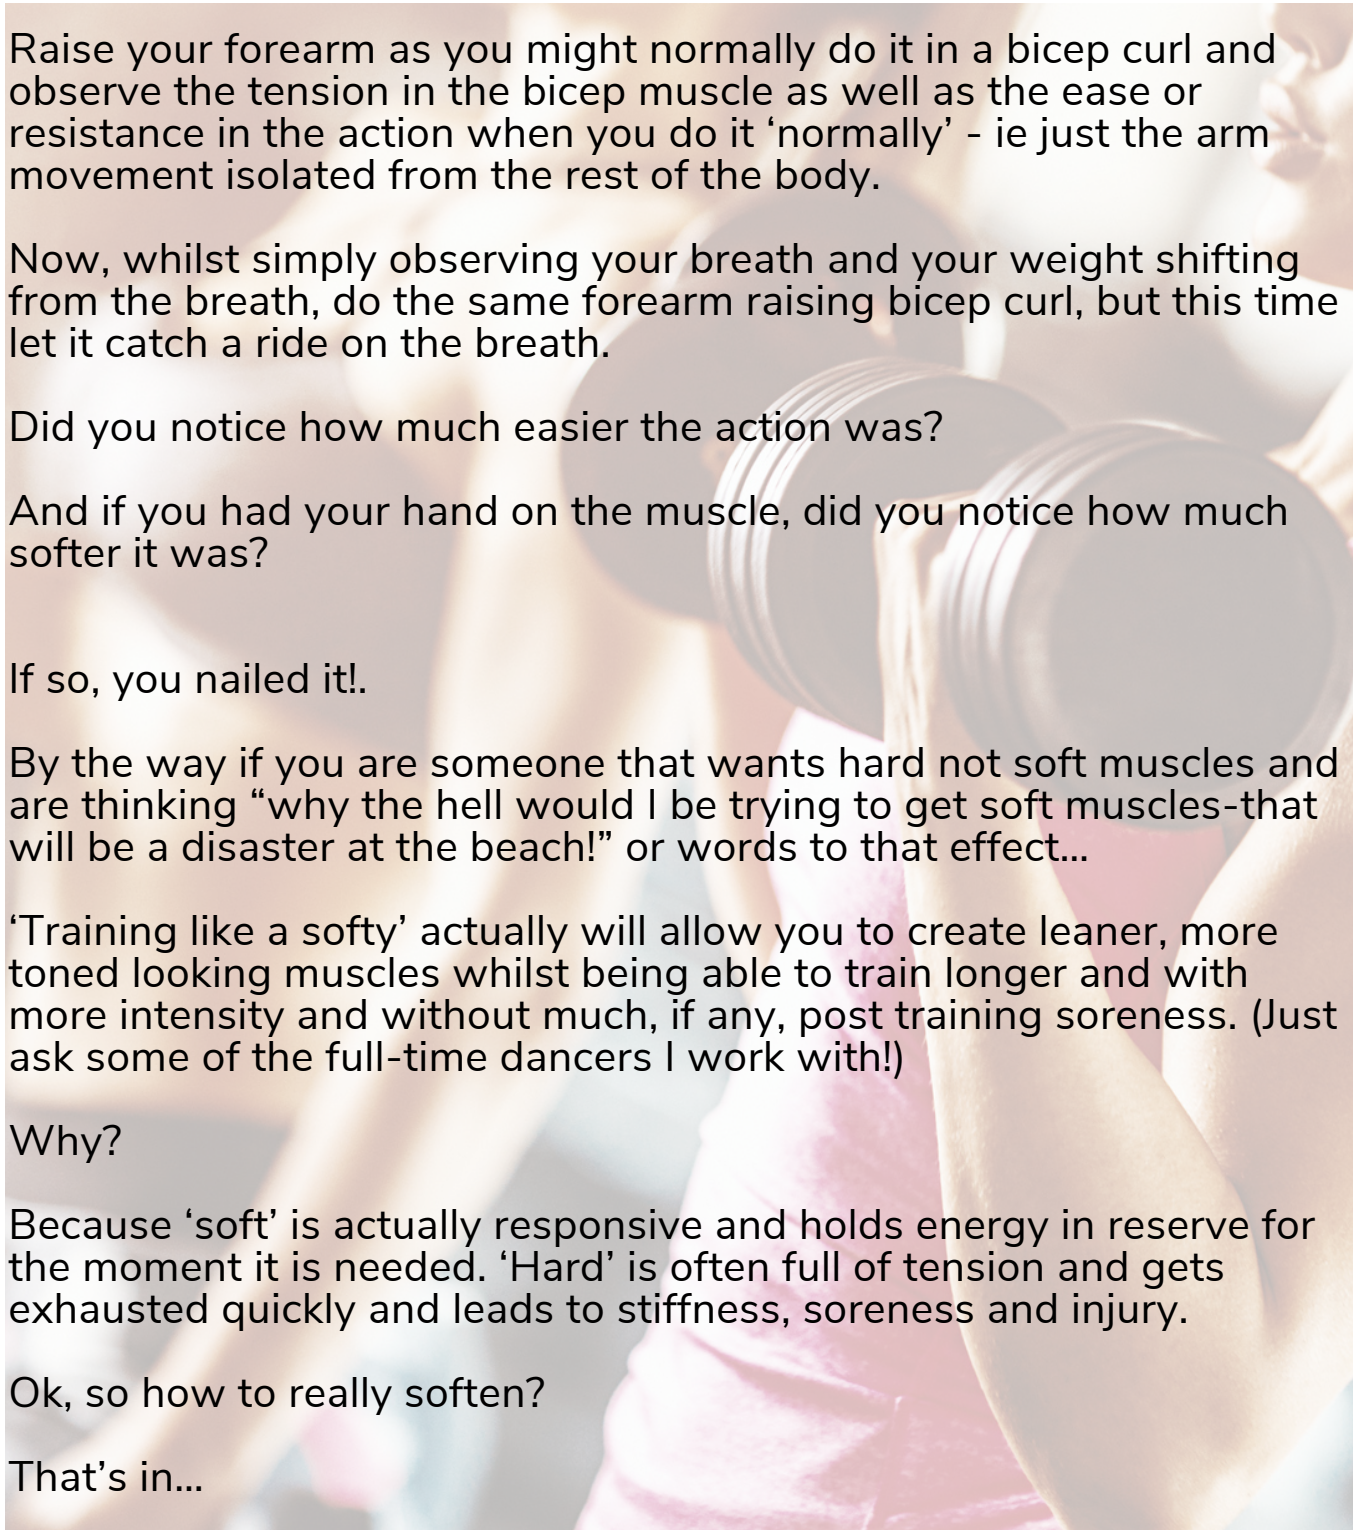 Raise your forearm as you might normally do it in a bicep curl and
observe the tension in the bicep muscle as well as the ease or
resistance in the action when you do it ‘normally’ - ie just the arm
movement isolated from the rest of the body.
Now, whilst simply observing your breath and your weight shifting
from the breath, do the same forearm raising bicep curl, but this time
let it catch a ride on the breath.
Did you notice how much easier the action was?
And if you had your hand on the muscle, did you notice how much
softer it was?
If so, you nailed it!.
By the way if you are someone that wants hard not soft muscles and
are thinking “why the hell would I be trying to get soft muscles-that
will be a disaster at the beach!” or words to that effect...
‘Training like a softy’ actually will allow you to create leaner, more
toned looking muscles whilst being able to train longer and with
more intensity and without much, if any, post training soreness. (Just
ask some of the full-time dancers I work with!)
Why?
Because ‘soft’ is actually responsive and holds energy in reserve for
the moment it is needed. ‘Hard’ is often full of tension and gets
exhausted quickly and leads to stiffness, soreness and injury.
Ok, so how to really soften?
That’s in...